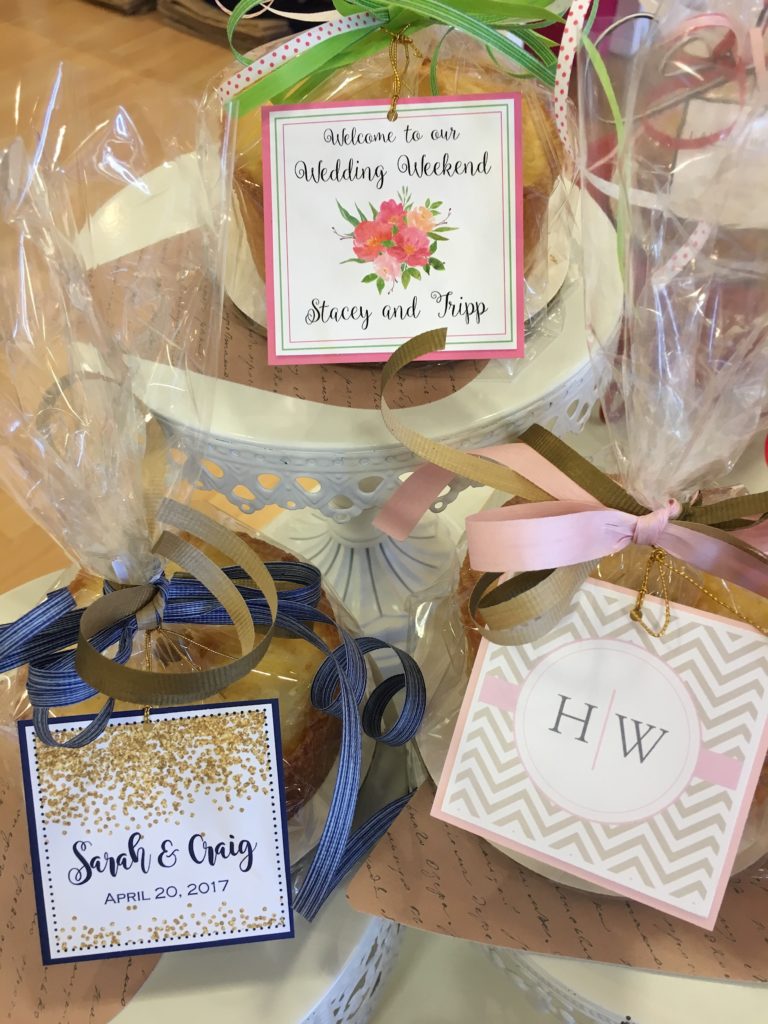 Welcome to our
Wedding Weekend
Stacey and Tripp
H | W
Sarah & Craig
APRIL 20, 2017